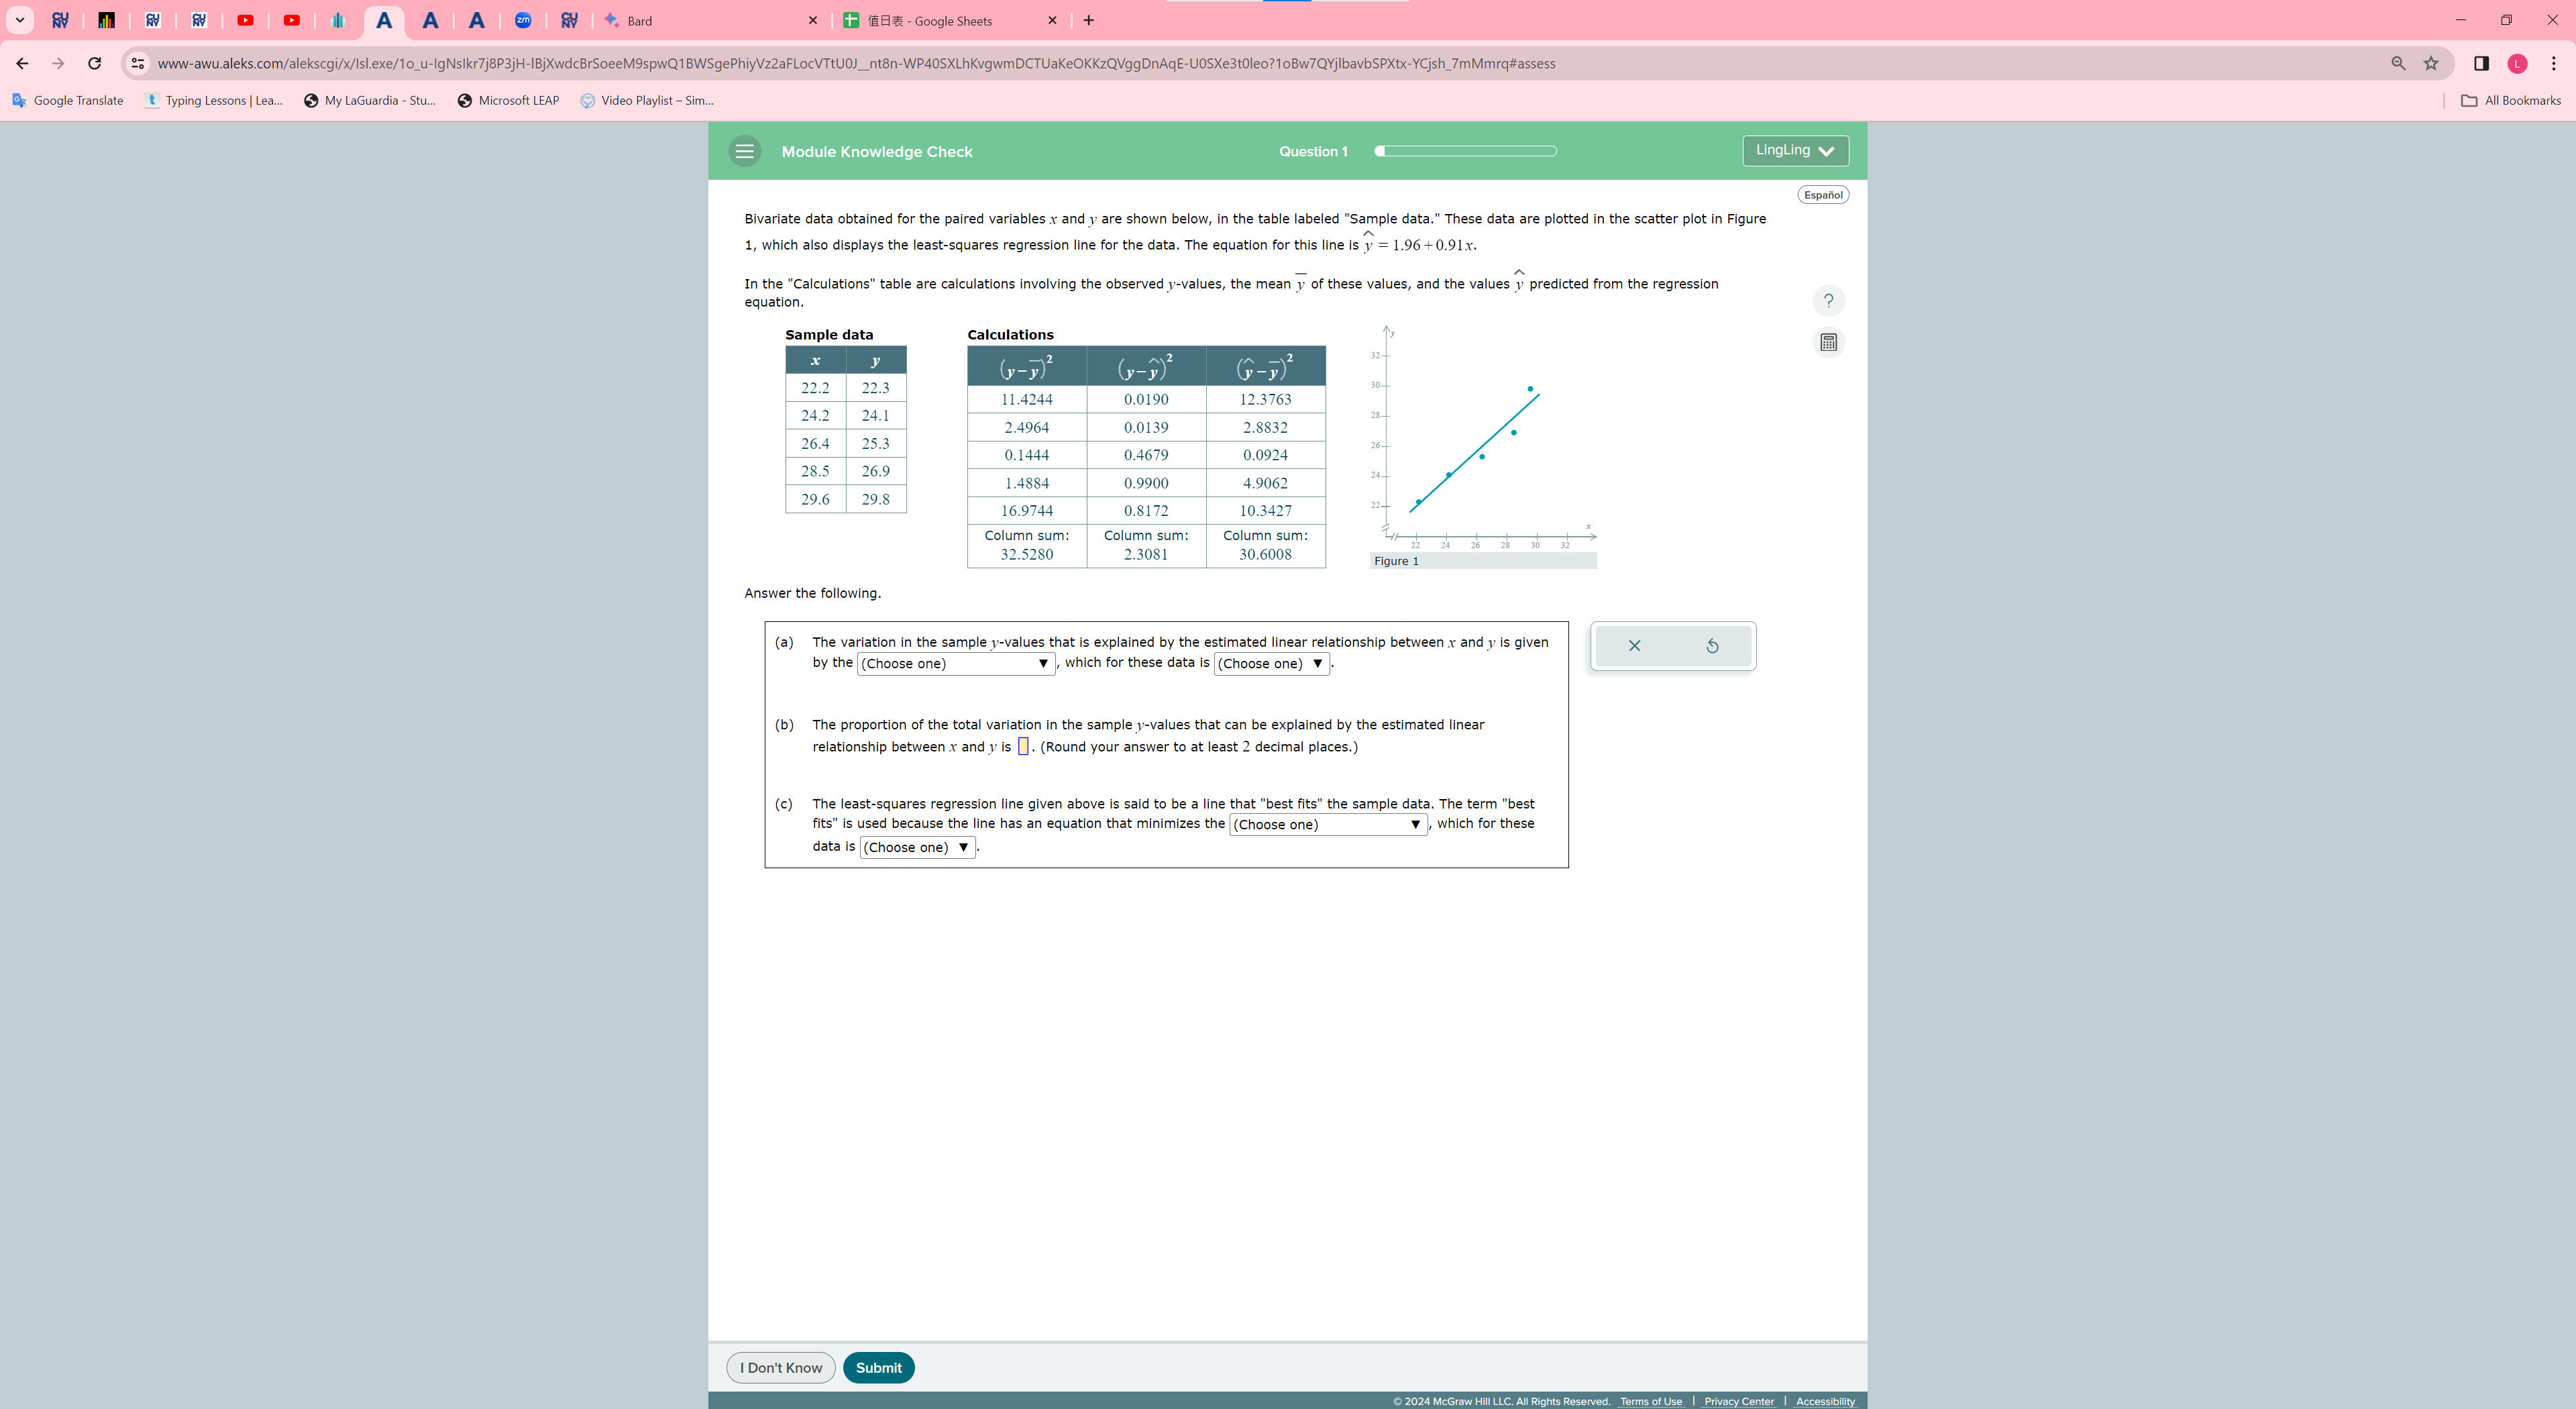 Bard
值日表 - Google Sheets
www-awu.aleks.com/alekscgi/x/Isl.exe/1o_u-IgNsIkr7j8P3jH-IBjXwdcBrSoeeM9spwQ1BWSgePhiyVz2aFLocVTtU0J__nt8n-WP40SXLhKvgwmDCTUaKeOKKzQVggDnAqE-U0SXe3t0leo?1oBw7QYjlbavbSPXtx-YCjsh_7mMmrq#assess
Google Translate
Typing Lessons | Lea...
My LaGuardia - Stu...
Microsoft LEAP
Video Playlist – Sim...
All Bookmarks
Module Knowledge Check
Question 1
LingLing
Español
Bivariate data obtained for the paired variables x and y are shown below, in the table labeled "Sample data." These data are plotted in the scatter plot in Figure
1, which also displays the least-squares regression line for the data. The equation for this line is ŷ = 1.96 + 0.91x.
In the "Calculations" table are calculations involving the observed y-values, the mean ȳ of these values, and the values ŷ predicted from the regression
equation.
Sample data
x y
22.2 22.3
24.2 24.1
26.4 25.3
28.5 26.9
29.6 29.8
Calculations
(y−ȳ)² (y−ŷ)² (ŷ−ȳ)²
11.4244 0.0190 12.3763
2.4964 0.0139 2.8832
0.1444 0.4679 0.0924
1.4884 0.9900 4.9062
16.9744 0.8172 10.3427
Column sum: Column sum: Column sum:
32.5280 2.3081 30.6008
y
32
30
28
26
24
22
x
22 24 26 28 30 32
Figure 1
?
Answer the following.
(a) The variation in the sample y-values that is explained by the estimated linear relationship between x and y is given
by the (Choose one) ▼, which for these data is (Choose one) ▼.
(b) The proportion of the total variation in the sample y-values that can be explained by the estimated linear
relationship between x and y is . (Round your answer to at least 2 decimal places.)
(c) The least-squares regression line given above is said to be a line that "best fits" the sample data. The term "best
fits" is used because the line has an equation that minimizes the (Choose one) ▼, which for these
data is (Choose one) ▼.
I Don't Know
Submit
© 2024 McGraw Hill LLC. All Rights Reserved. Terms of Use | Privacy Center | Accessibility